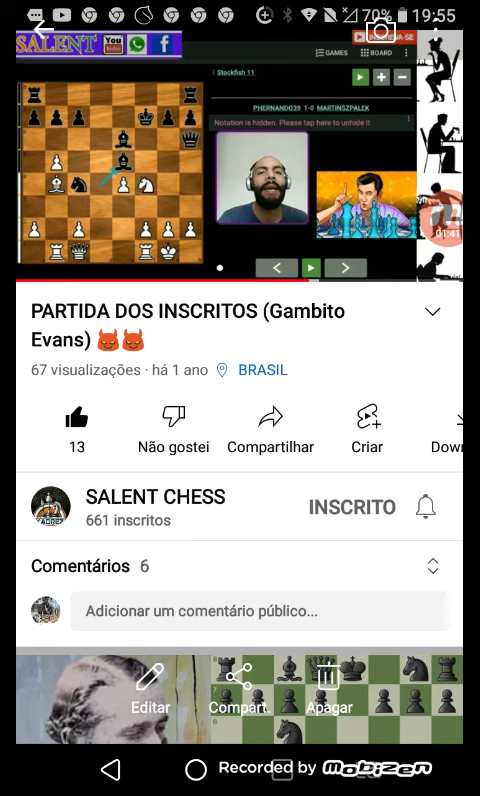 70% 19:55
SALENT You Tube
INSCREVA-SE
GAMES BOARD
Stockfish 11
PHERNANDO39 1-0 MARTINSZPALEK
Notation is hidden. Please tap here to unhide it
01:41
PARTIDA DOS INSCRITOS (Gambito
Evans) 😈😈
67 visualizações · há 1 ano BRASIL
13 Não gostei Compartilhar Criar Down
SALENT CHESS
661 inscritos
INSCRITO
Comentários 6
Adicionar um comentário público...
Editar Compart. Apagar
Recorded by Mobizen